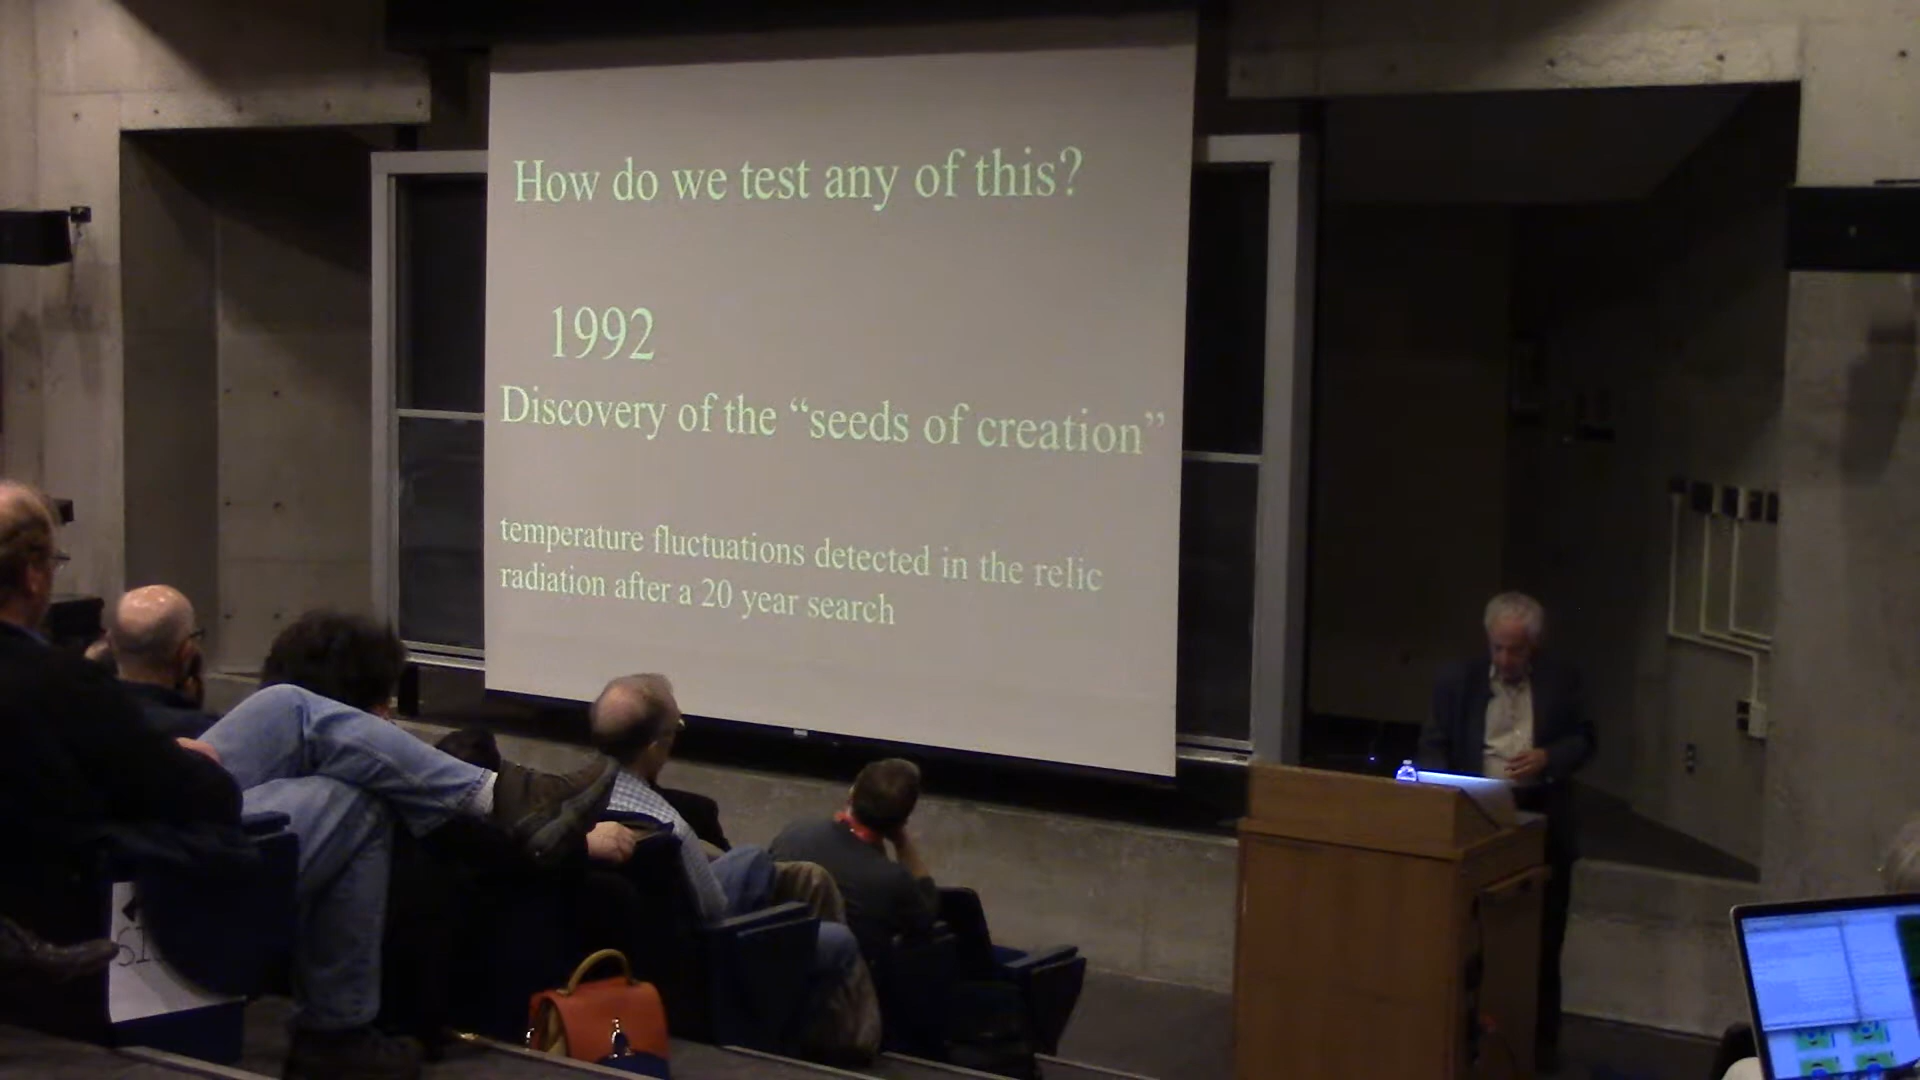 How do we test any of this?
1992
Discovery of the “seeds of creation”
temperature fluctuations detected in the relic
radiation after a 20 year search